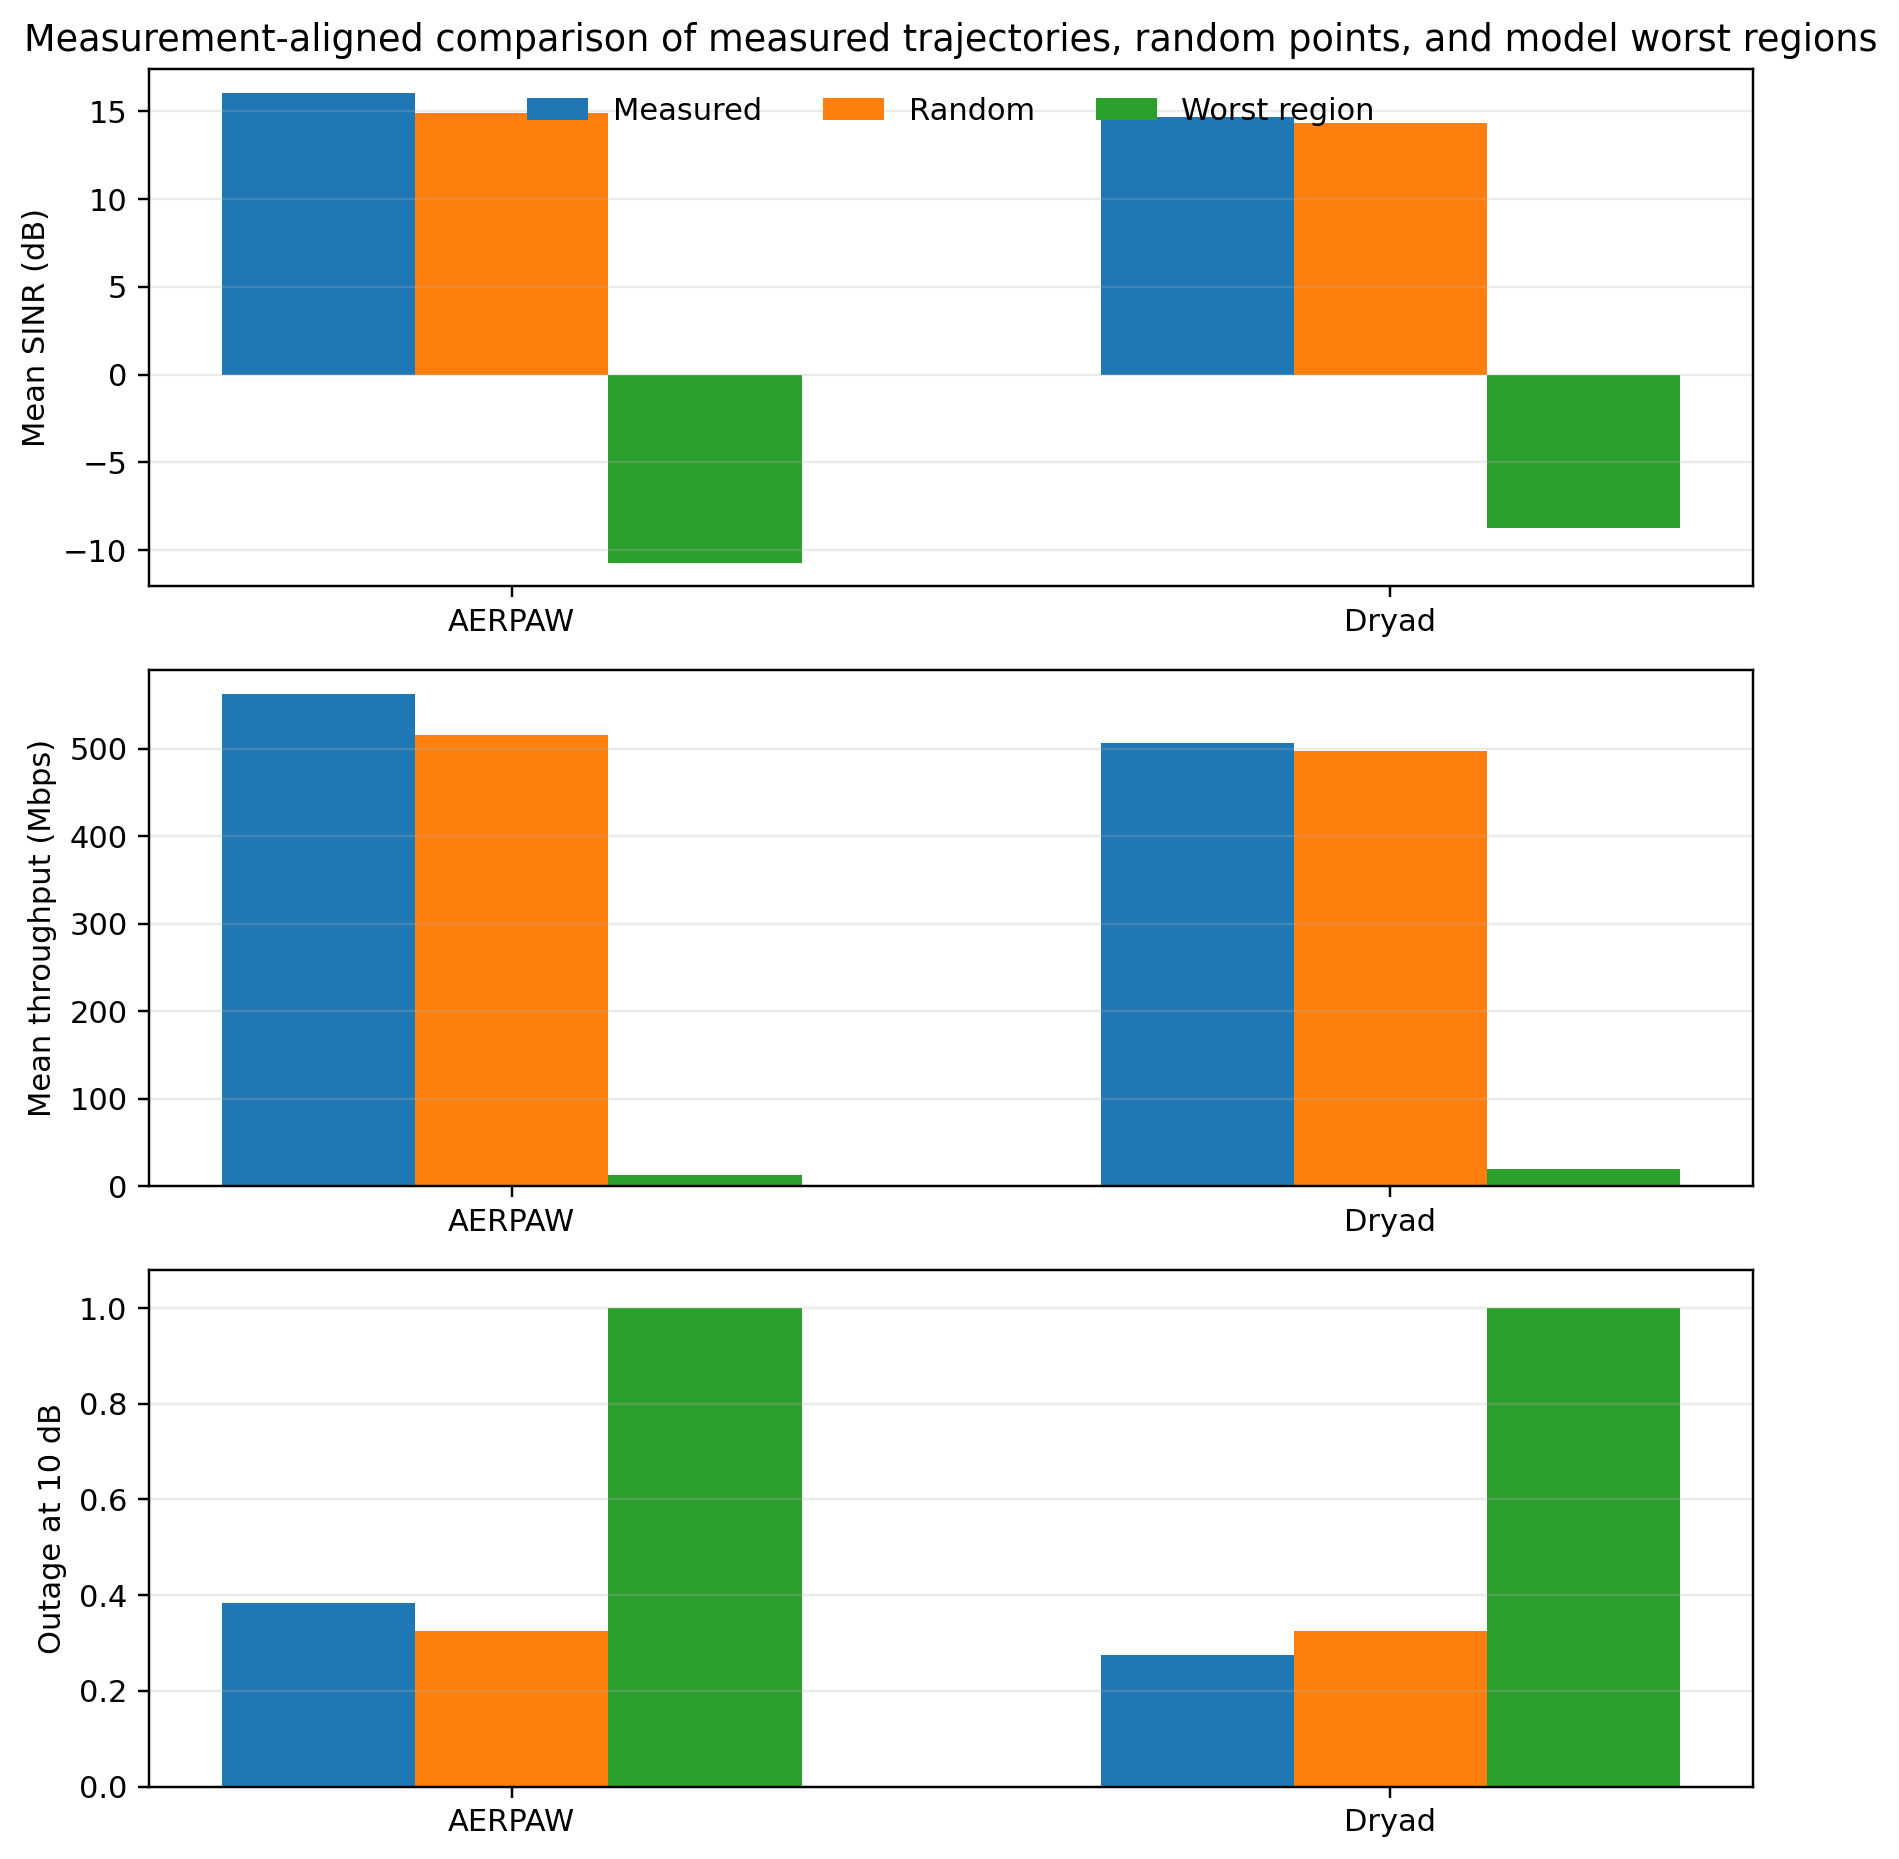 Measurement-aligned comparison of measured trajectories, random points, and model worst regions
Measured Random Worst region
Mean SINR (dB)
15
10
5
0
−5
−10
AERPAW Dryad
Mean throughput (Mbps)
500
400
300
200
100
0
AERPAW Dryad
Outage at 10 dB
1.0
0.8
0.6
0.4
0.2
0.0
AERPAW Dryad